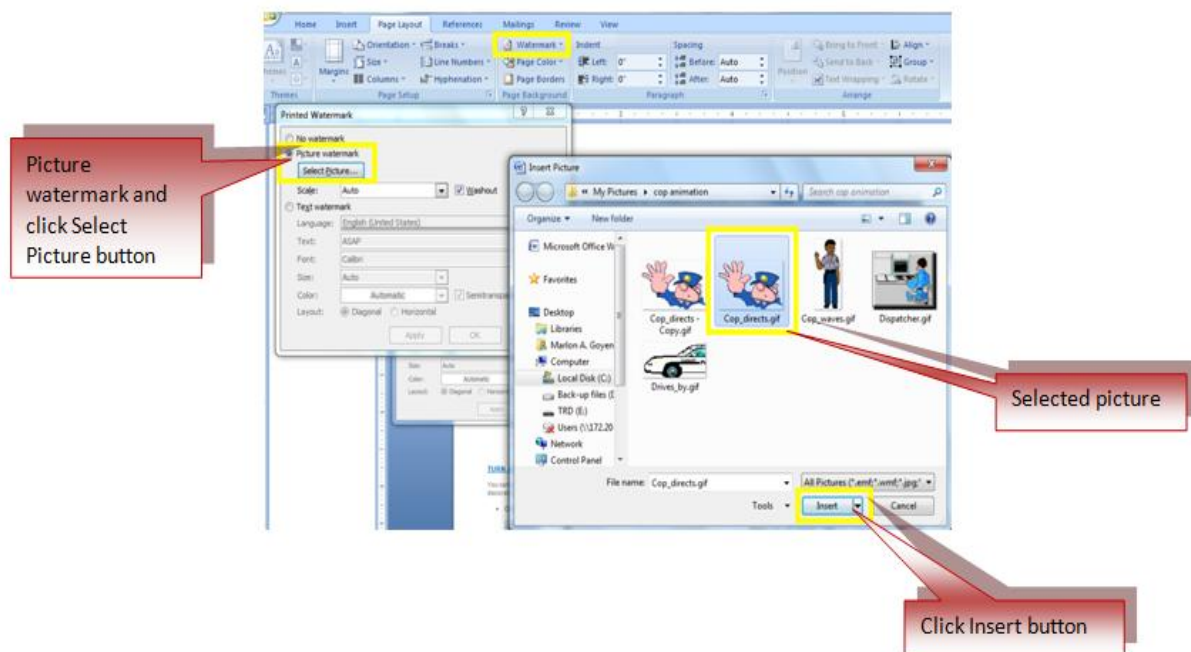 Home Insert Page Layout References Mailings Review View
Orientation Breaks Watermark Indent Spacing Bring to Front Align
Margins Size Line Numbers Page Color Left: 0" Before: Auto Position Send to Back Group
Columns Hyphenation Page Borders Right: 0" After: Auto Text Wrapping Rotate
Themes Page Setup Page Background Paragraph Arrange
Printed Watermark
No watermark
Picture watermark
Select Picture...
Scale: Auto Washout
Text watermark
Language: English (United States)
Text: ASAP
Font: Calibri
Size: Auto
Color: Automatic
Layout: Diagonal Horizontal
Apply OK
Size: Auto
Color: Automatic
Layout: Diagonal
Picture
watermark and
click Select
Picture button
Insert Picture
My Pictures cop animation Search cop animation
Organize New folder
Microsoft Office W
Favorites
Desktop
Libraries
Marlon A. Goyen
Computer
Local Disk (C:)
Back-up files (
TRD (E:)
Users (\\172.20
Network
Control Panel
Cop_directs -
Copy.gif
Cop_directs.gif
Cop_waves.gif
Dispatcher.gif
Drives_by.gif
File name: Cop_directs.gif All Pictures (*.emf;*.wmf;*.jpg;*
Tools Insert Cancel
Selected picture
Click Insert button